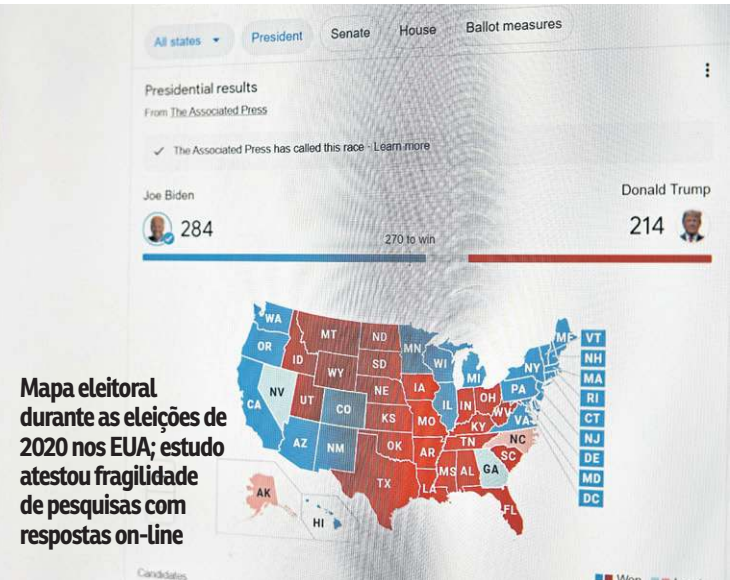 All states President Senate House Ballot measures
Presidential results
From The Associated Press
The Associated Press has called this race - Learn more
Joe Biden
Donald Trump
284
214
270 to win
WA
OR
CA
NV
ID
MT
WY
UT
AZ
CO
NM
ND
SD
NE
KS
OK
TX
MN
IA
MO
AR
LA
WI
IL
MI
IN
OH
KY
TN
MS
AL
GA
FL
SC
NC
VA
WV
PA
NY
ME
VT
NH
MA
RI
CT
NJ
DE
MD
DC
AK
HI
Mapa eleitoral
durante as eleições de
2020 nos EUA; estudo
atestou fragilidade
de pesquisas com
respostas on-line
Candidates
Won